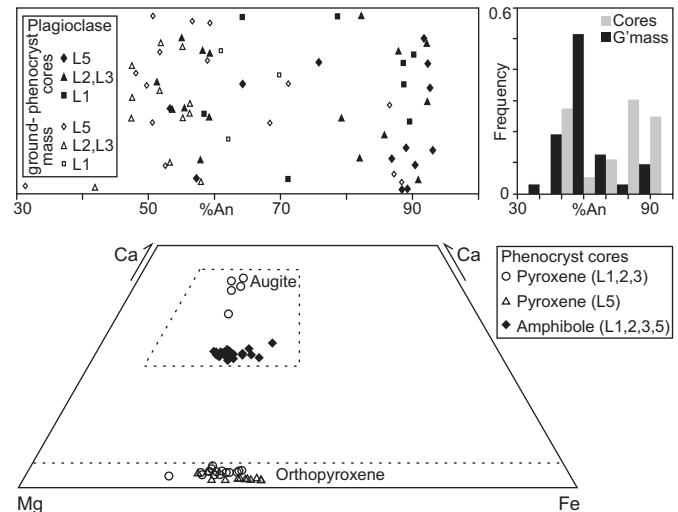 Plagioclase
ground- phenocryst
mass cores
L5
L2,L3
L1
L5
L2,L3
L1
30 50 70 90
%An
0.6
Frequency
0
Cores
G'mass
30 90
%An
Ca
Ca
Augite
Orthopyroxene
Mg
Fe
Phenocryst cores
Pyroxene (L1,2,3)
Pyroxene (L5)
Amphibole (L1,2,3,5)